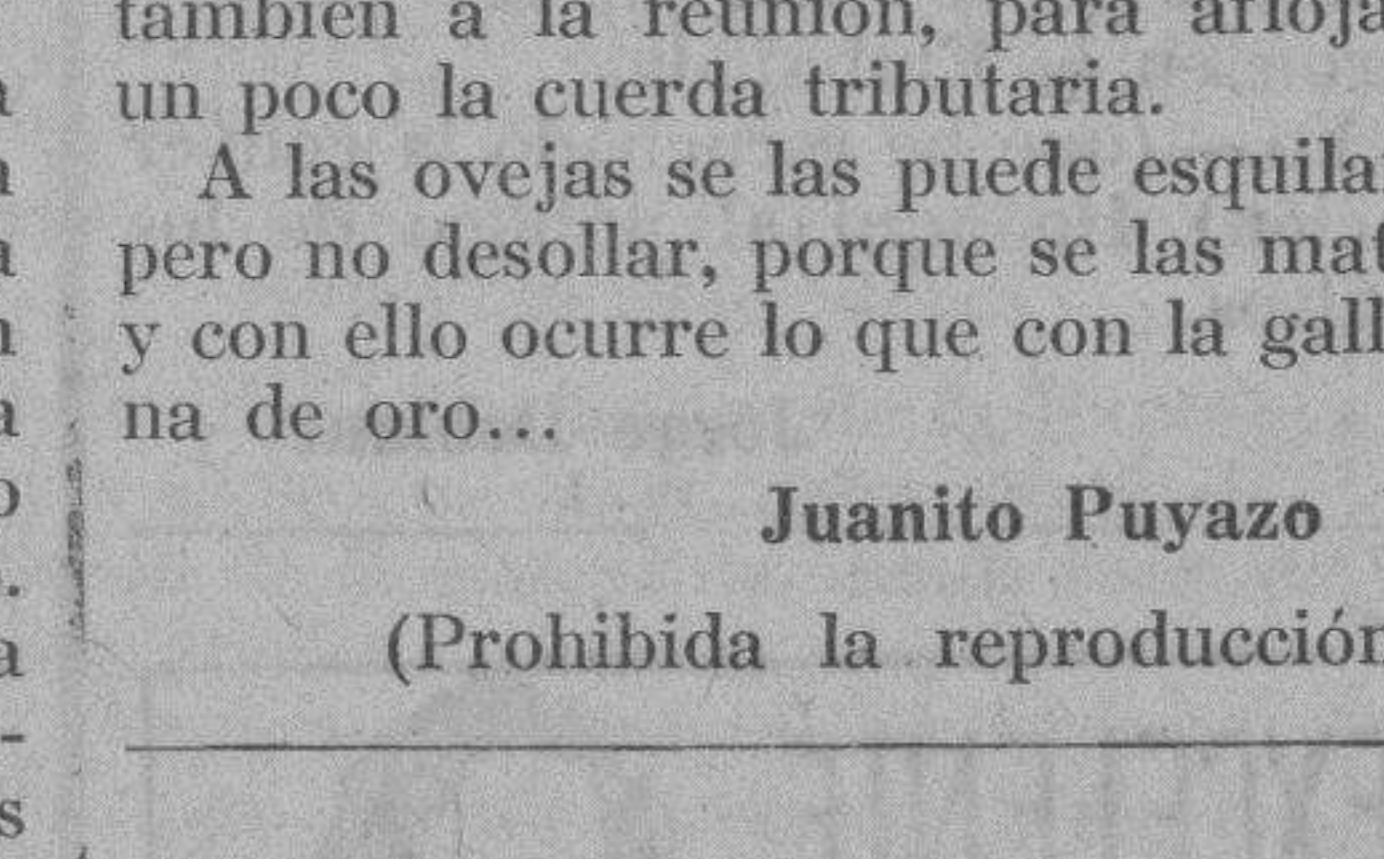 también a la reunión, para afloja
un poco la cuerda tributaria.
A las ovejas se las puede esquila
pero no desollar, porque se las mat
y con ello ocurre lo que con la gall
na de oro...
Juanito Puyazo
(Prohibida la reproducción